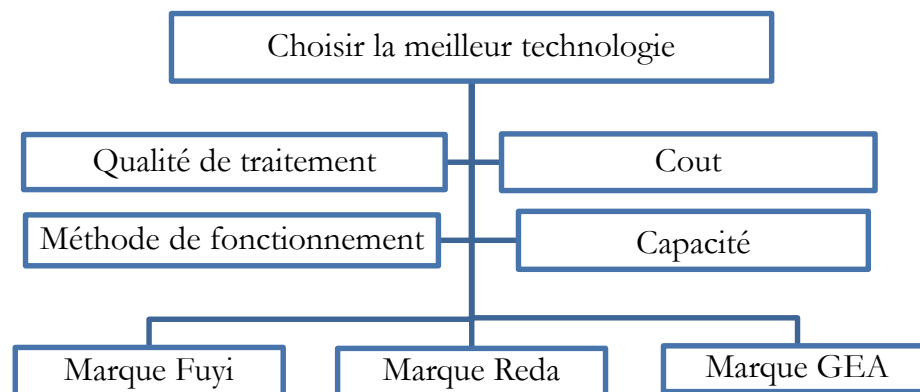 Choisir la meilleur technologie
Qualité de traitement
Cout
Méthode de fonctionnement
Capacité
Marque Fuyi
Marque Reda
Marque GEA